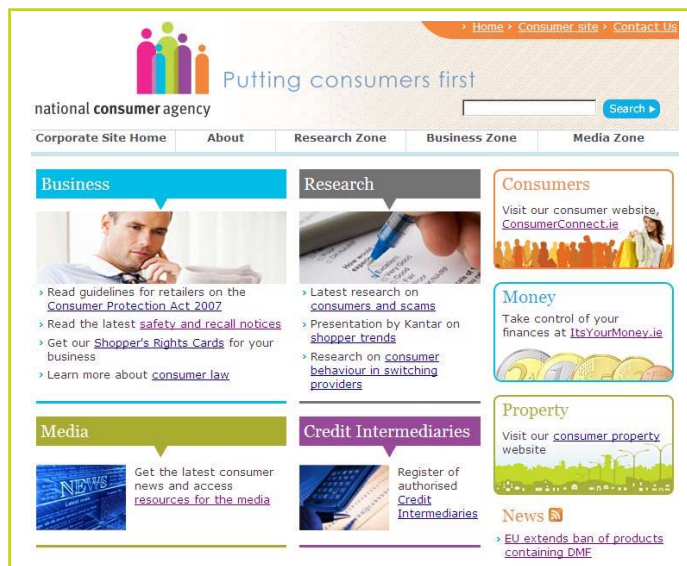 › Home › Consumer site › Contact Us
Putting consumers first
national consumer agency
Search
Corporate Site Home About Research Zone Business Zone Media Zone
Business
› Read guidelines for retailers on the
Consumer Protection Act 2007
› Read the latest safety and recall notices
› Get our Shopper's Rights Cards for your
business
› Learn more about consumer law
Research
› Latest research on
consumers and scams
› Presentation by Kantar on
shopper trends
› Research on consumer
behaviour in switching
providers
Consumers
Visit our consumer website,
ConsumerConnect.ie
Money
Take control of your
finances at ItsYourMoney.ie
Media
NEWS
Get the latest consumer
news and access
resources for the media
Credit Intermediaries
Register of
authorised
Credit
Intermediaries
Property
Visit our consumer property
website
News
› EU extends ban of products
containing DMF